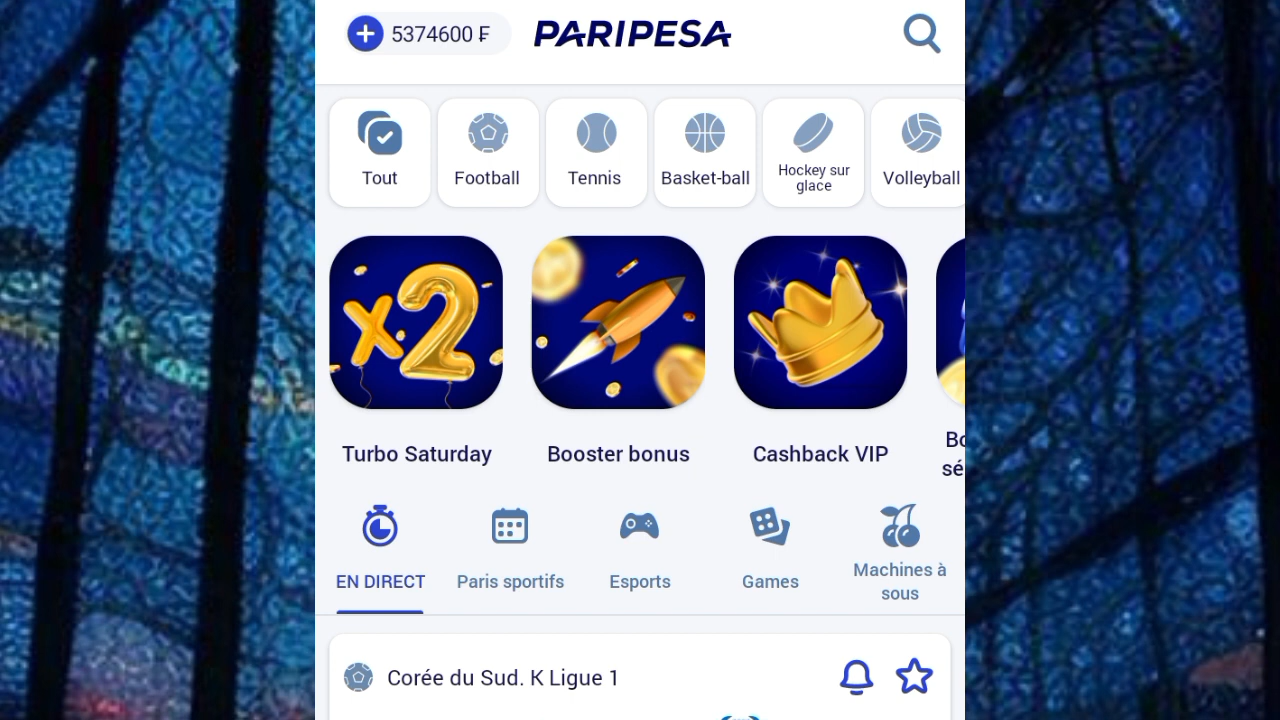 5374600 ₣
PARIPESA
Tout
Football
Tennis
Basket-ball
Hockey sur
glace
Volleyball
x2
Turbo Saturday
Booster bonus
Cashback VIP
EN DIRECT
Paris sportifs
Esports
Games
Machines à
sous
Corée du Sud. K Ligue 1